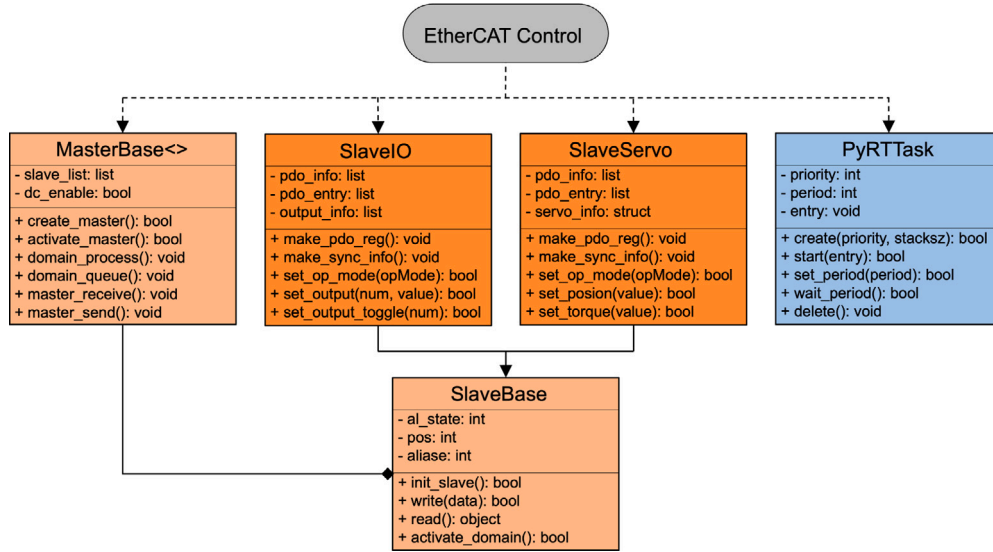 EtherCAT Control
MasterBase<>
- slave_list: list
- dc_enable: bool
+ create_master(): bool
+ activate_master(): bool
+ domain_process(): void
+ domain_queue(): void
+ master_receive(): void
+ master_send(): void
SlaveIO
- pdo_info: list
- pdo_entry: list
- output_info: list
+ make_pdo_reg(): void
+ make_sync_info(): void
+ set_op_mode(opMode): bool
+ set_output(num, value): bool
+ set_output_toggle(num): bool
SlaveServo
- pdo_info: list
- pdo_entry: list
- servo_info: struct
+ make_pdo_reg(): void
+ make_sync_info(): void
+ set_op_mode(opMode): bool
+ set_posion(value): bool
+ set_torque(value): bool
PyRTTask
- priority: int
- period: int
- entry: void
+ create(priority, stacksz): bool
+ start(entry): bool
+ set_period(period): bool
+ wait_period(): bool
+ delete(): void
SlaveBase
- al_state: int
- pos: int
- aliase: int
+ init_slave(): bool
+ write(data): bool
+ read(): object
+ activate_domain(): bool